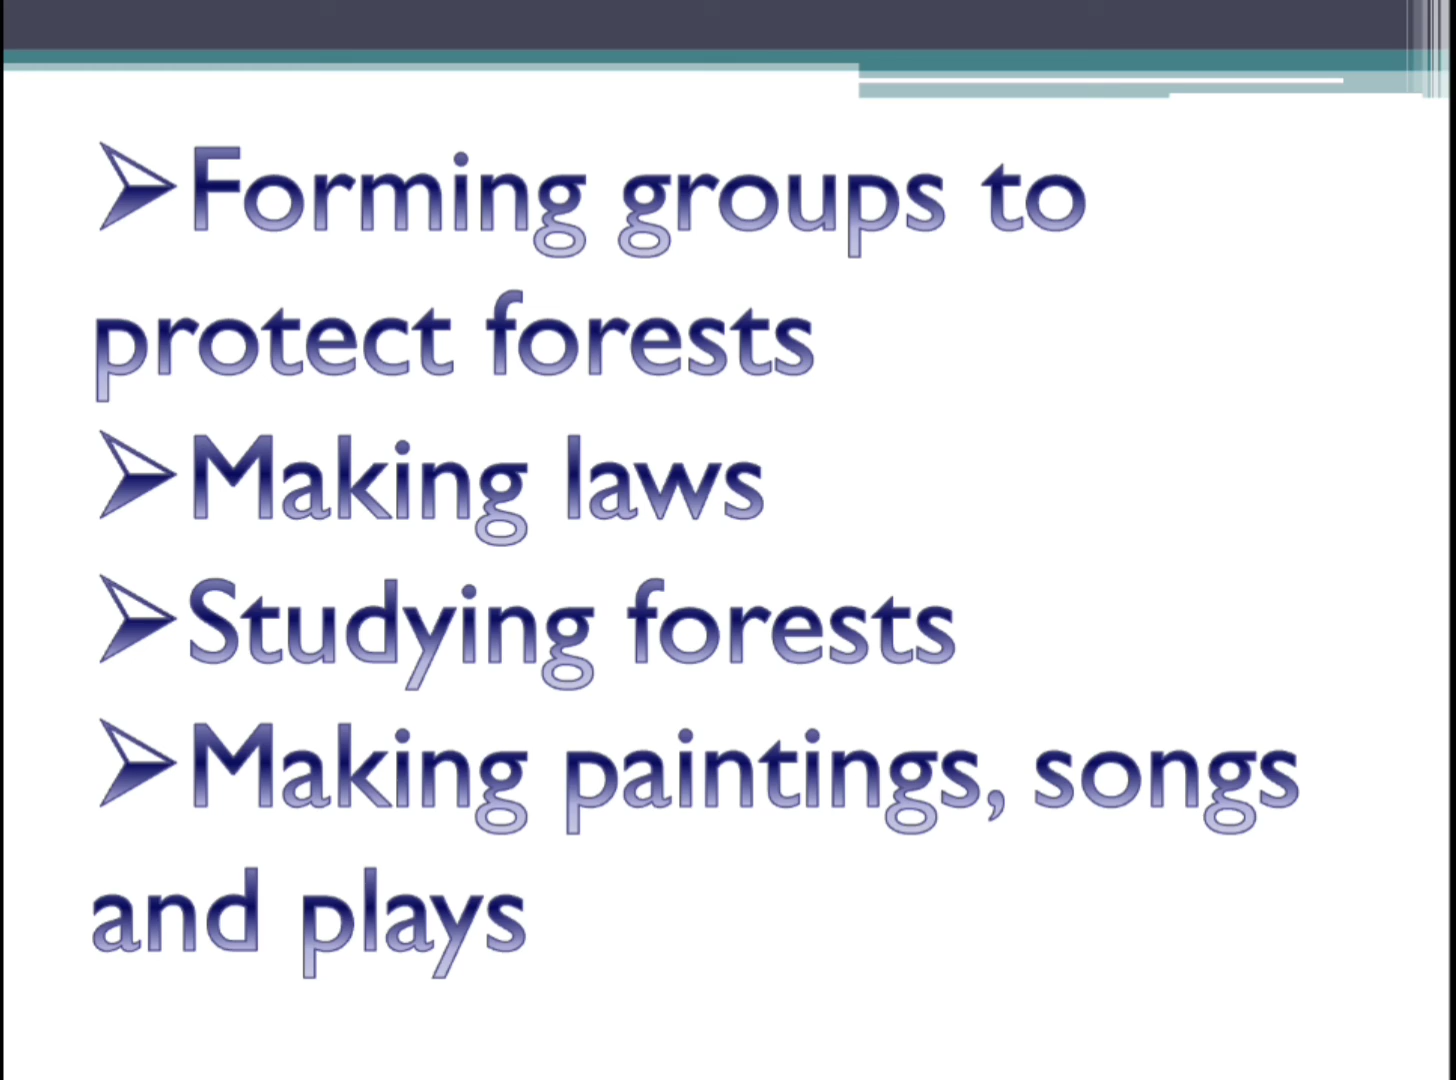 ➢Forming groups to
protect forests
➢Making laws
➢Studying forests
➢Making paintings, songs
and plays